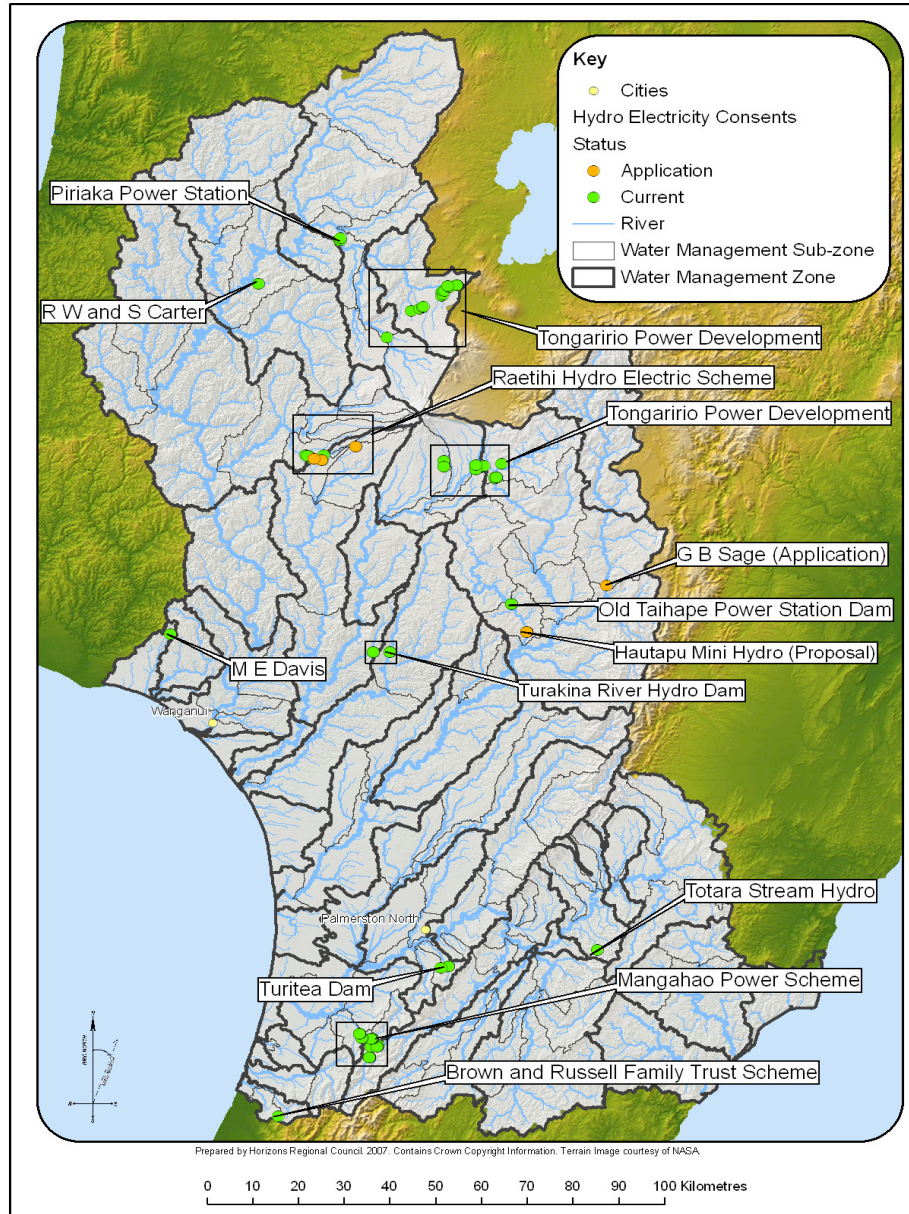 Key
Cities
Hydro Electricity Consents
Status
Application
Current
River
Water Management Sub-zone
Water Management Zone
Piriaka Power Station
R W and S Carter
Tongaririo Power Development
Raetihi Hydro Electric Scheme
Tongaririo Power Development
G B Sage (Application)
Old Taihape Power Station Dam
Hautapu Mini Hydro (Proposal)
M E Davis
Turakina River Hydro Dam
Wanganui
Totara Stream Hydro
Palmerston North
Mangahao Power Scheme
Turitea Dam
Brown and Russell Family Trust Scheme
Prepared by Horizons Regional Council. 2007. Contains Crown Copyright Information. Terrain Image courtesy of NASA.
0 10 20 30 40 50 60 70 80 90 100 Kilometres